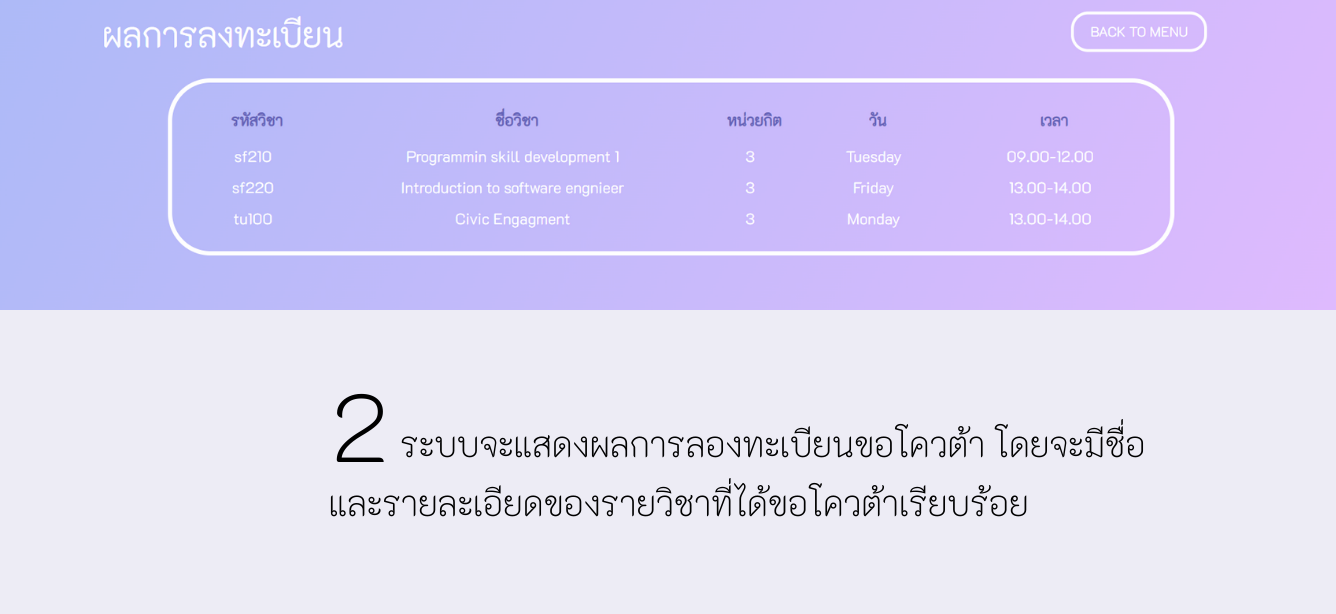 ผลการลงทะเบียน BACK TO MENU
รหัสวิชา ชื่อวิชา หน่วยกิต วัน เวลา
sf210 Programmin skill development 1 3 Tuesday 09.00-12.00
sf220 Introduction to software engnieer 3 Friday 13.00-14.00
tu100 Civic Engagment 3 Monday 13.00-14.00
2 ระบบจะแสดงผลการลองทะเบียนขอโควต้า โดยจะมีชื่อ
และรายละเอียดของรายวิชาที่ได้ขอโควต้าเรียบร้อย